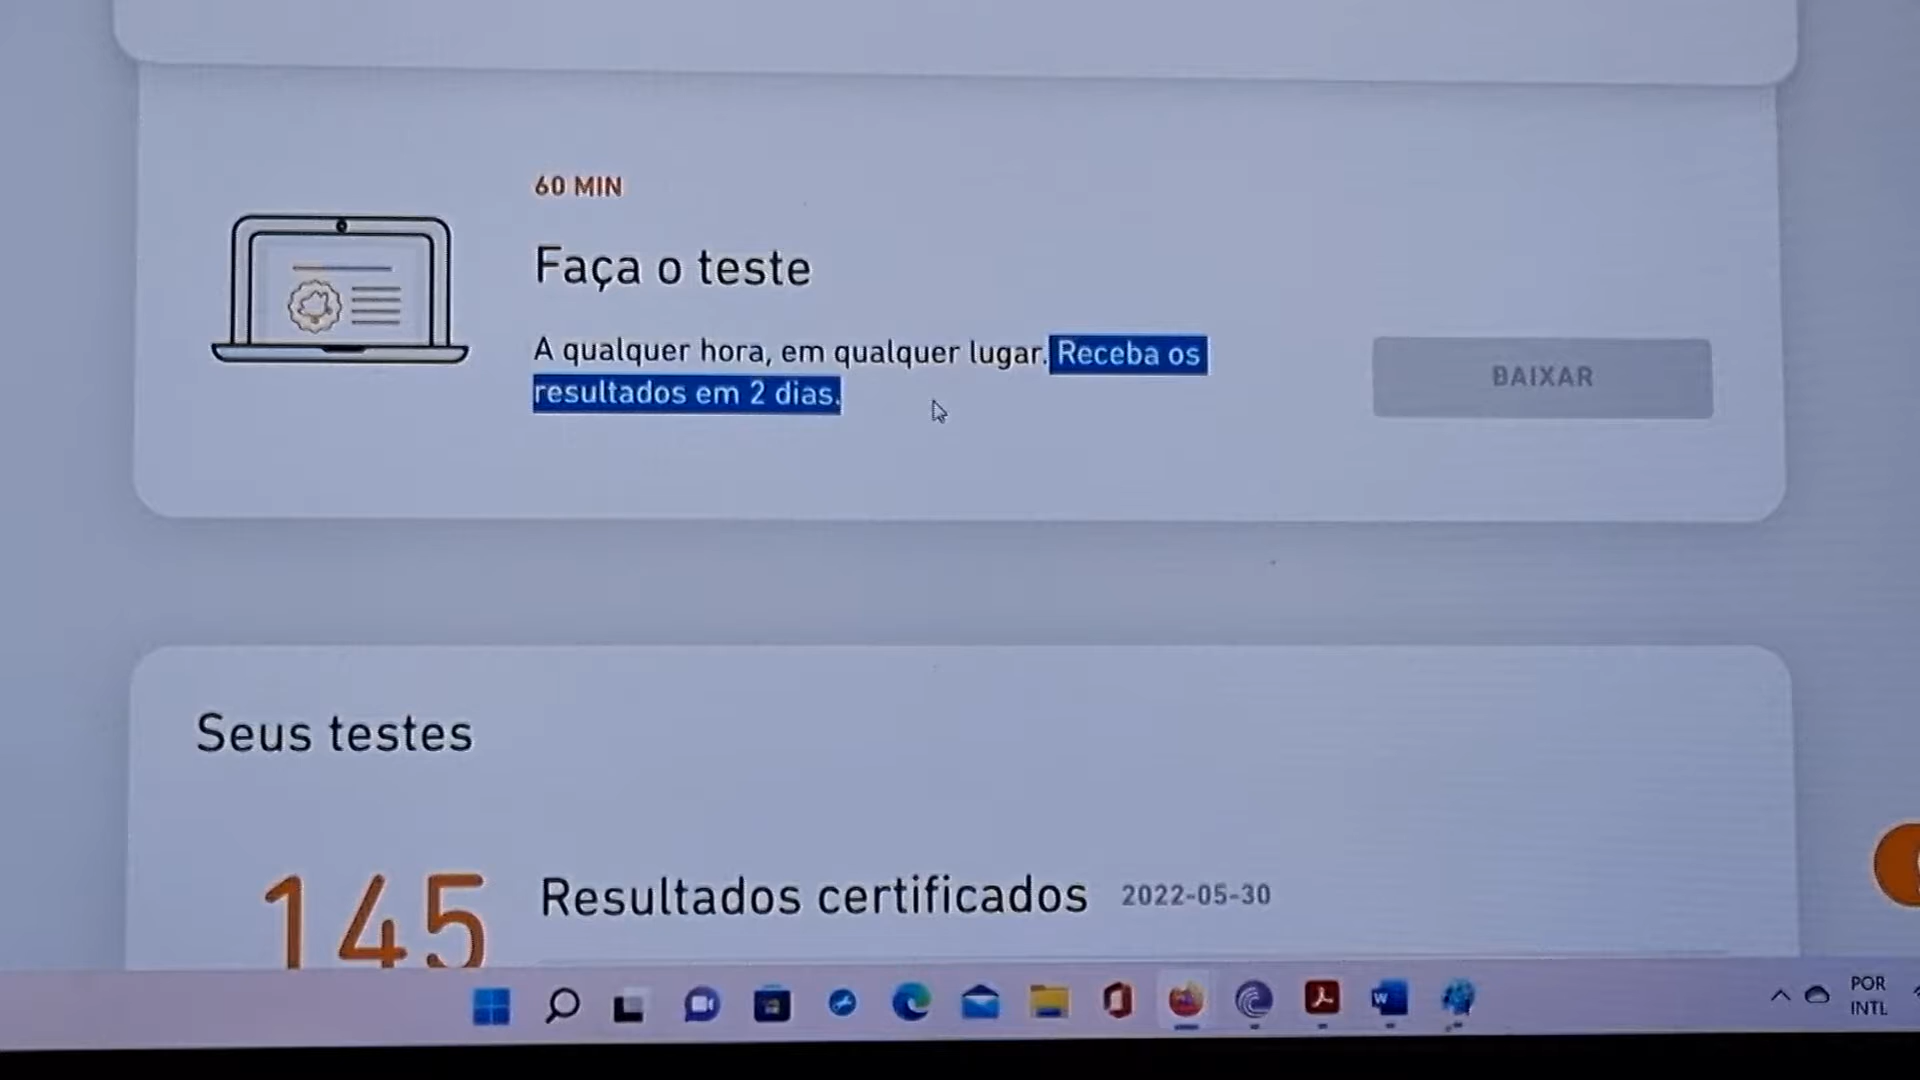 60 MIN
Faça o teste
A qualquer hora, em qualquer lugar. Receba os
resultados em 2 dias.
BAIXAR
Seus testes
145
Resultados certificados 2022-05-30
POR
INTL